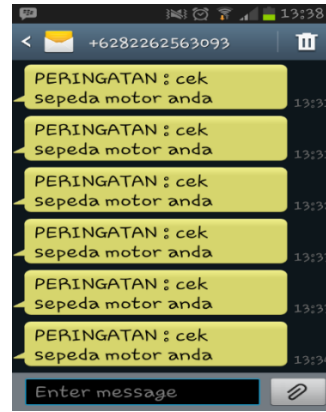 13:38
+6282262563093
PERINGATAN : cek
sepeda motor anda
PERINGATAN : cek
sepeda motor anda
PERINGATAN : cek
sepeda motor anda
PERINGATAN : cek
sepeda motor anda
PERINGATAN : cek
sepeda motor anda
PERINGATAN : cek
sepeda motor anda
Enter message